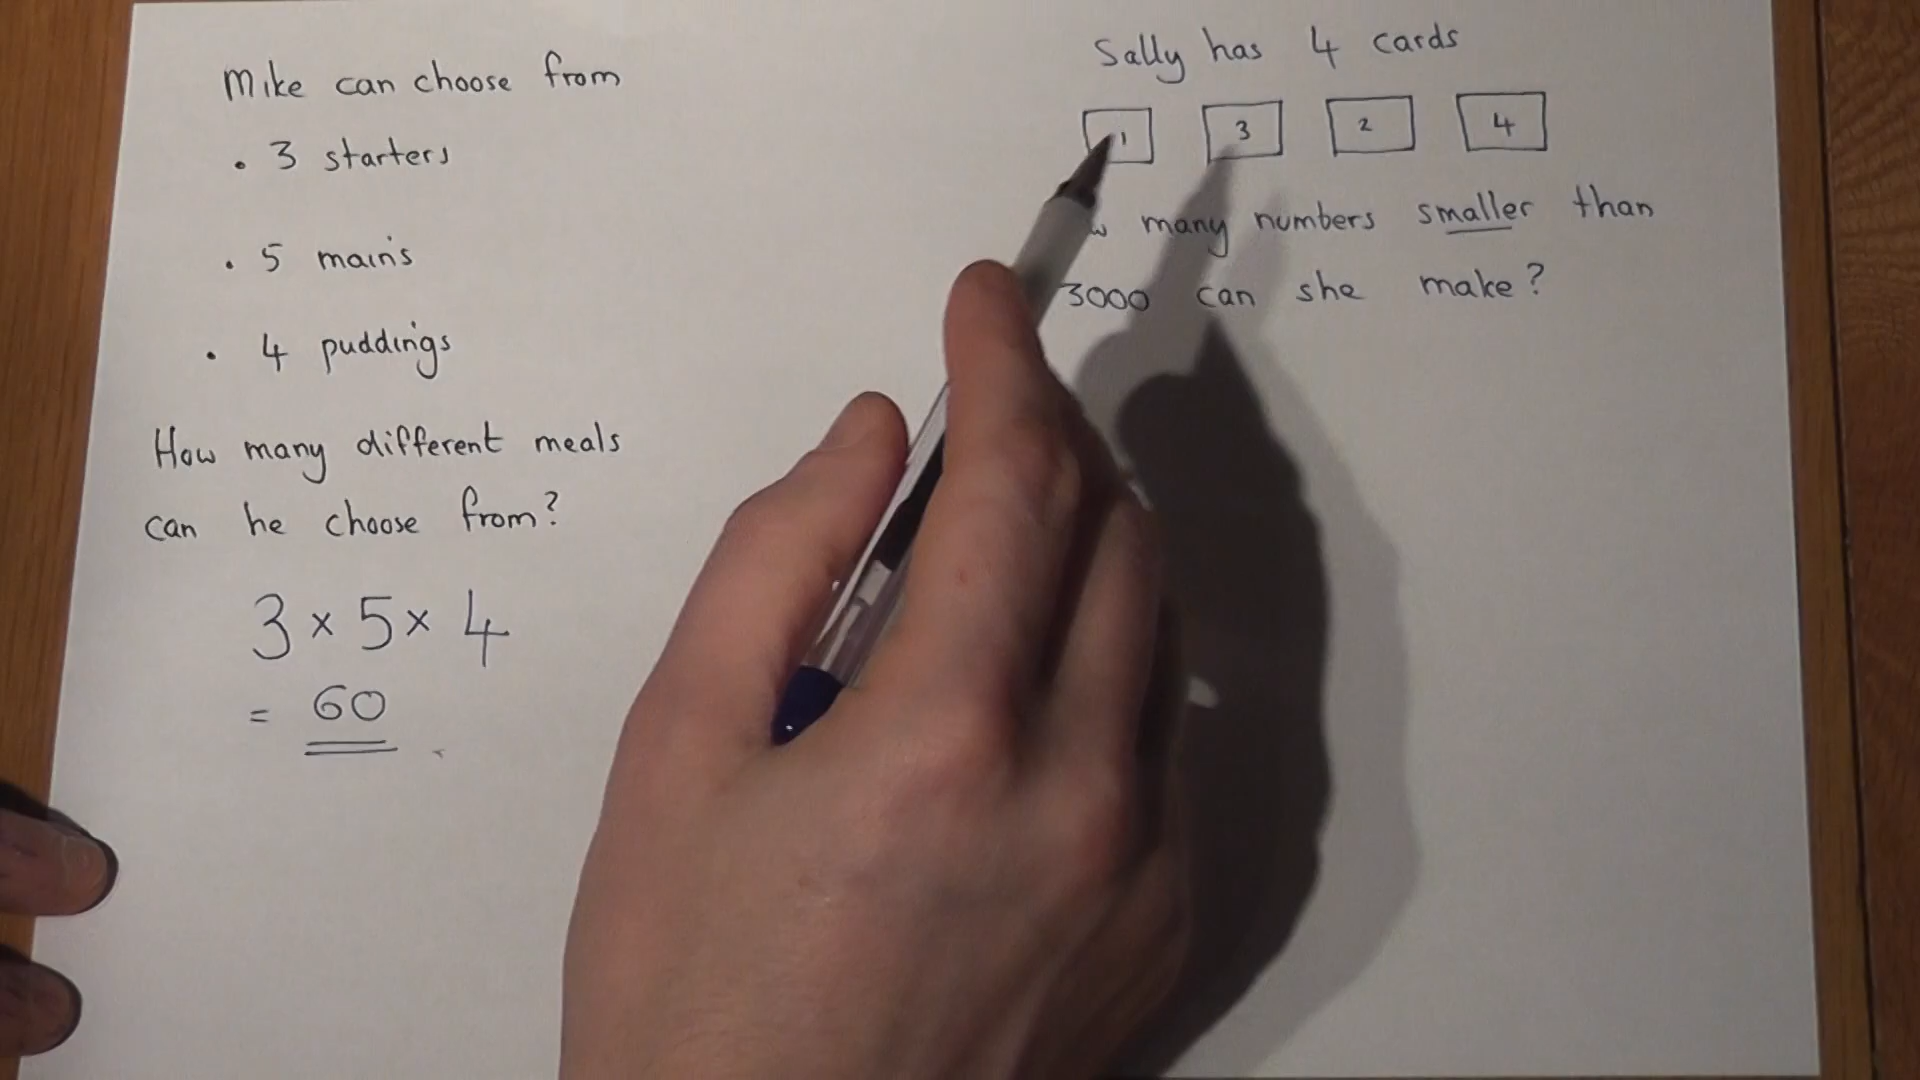 Mike can choose from
• 3 starters
• 5 mains
• 4 puddings
How many different meals
can he choose from?
3 × 5 × 4
= 60
Sally has 4 cards
1 3 2 4
many numbers smaller than
3000 can she make?